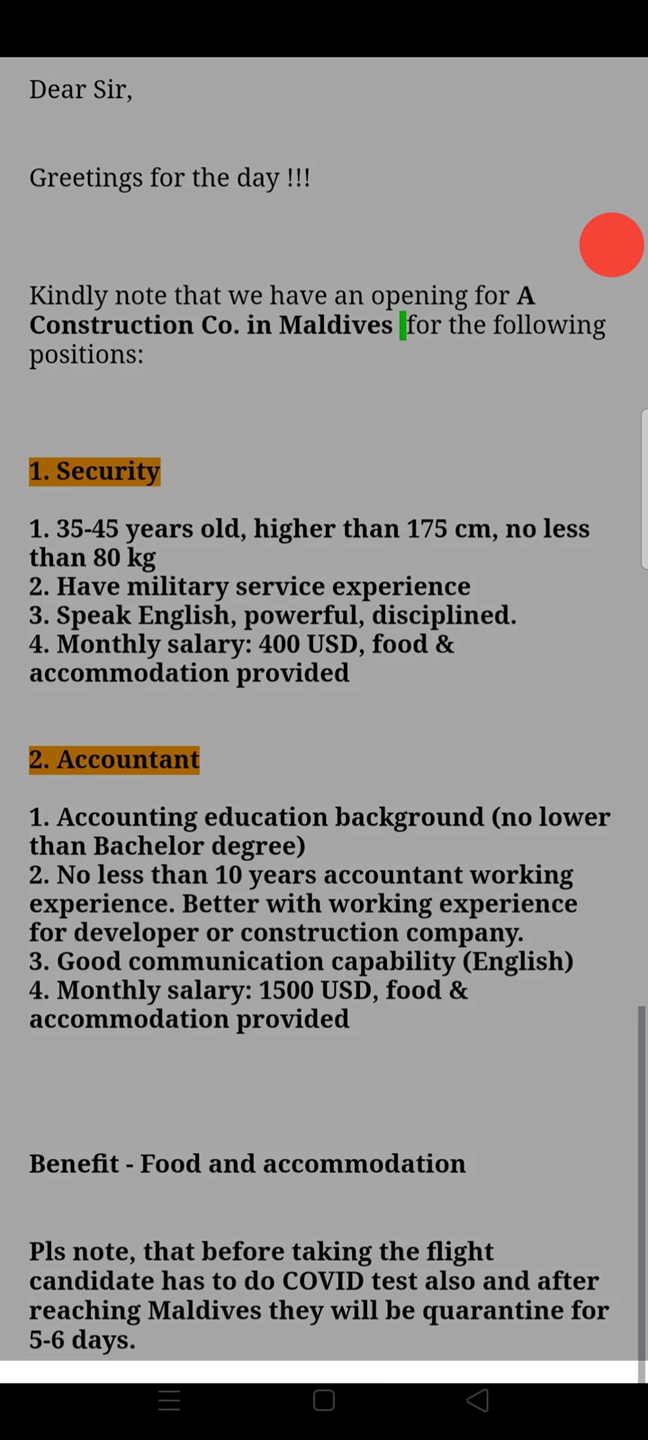 Dear Sir,
Greetings for the day !!!
Kindly note that we have an opening for A
Construction Co. in Maldives for the following
positions:
1. Security
1. 35-45 years old, higher than 175 cm, no less
than 80 kg
2. Have military service experience
3. Speak English, powerful, disciplined.
4. Monthly salary: 400 USD, food &
accommodation provided
2. Accountant
1. Accounting education background (no lower
than Bachelor degree)
2. No less than 10 years accountant working
experience. Better with working experience
for developer or construction company.
3. Good communication capability (English)
4. Monthly salary: 1500 USD, food &
accommodation provided
Benefit - Food and accommodation
Pls note, that before taking the flight
candidate has to do COVID test also and after
reaching Maldives they will be quarantine for
5-6 days.